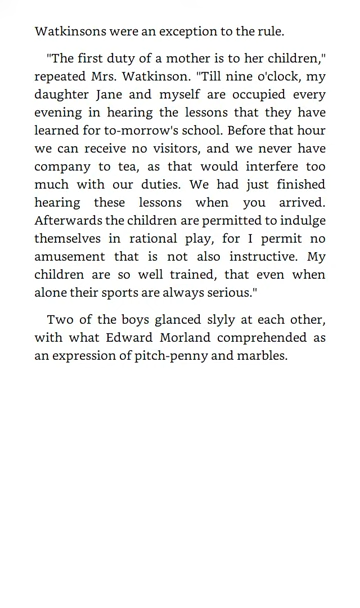 Watkinsons were an exception to the rule.
"The first duty of a mother is to her children,"
repeated Mrs. Watkinson. "Till nine o'clock, my
daughter Jane and myself are occupied every
evening in hearing the lessons that they have
learned for to-morrow's school. Before that hour
we can receive no visitors, and we never have
company to tea, as that would interfere too
much with our duties. We had just finished
hearing these lessons when you arrived.
Afterwards the children are permitted to indulge
themselves in rational play, for I permit no
amusement that is not also instructive. My
children are so well trained, that even when
alone their sports are always serious."
Two of the boys glanced slyly at each other,
with what Edward Morland comprehended as
an expression of pitch-penny and marbles.